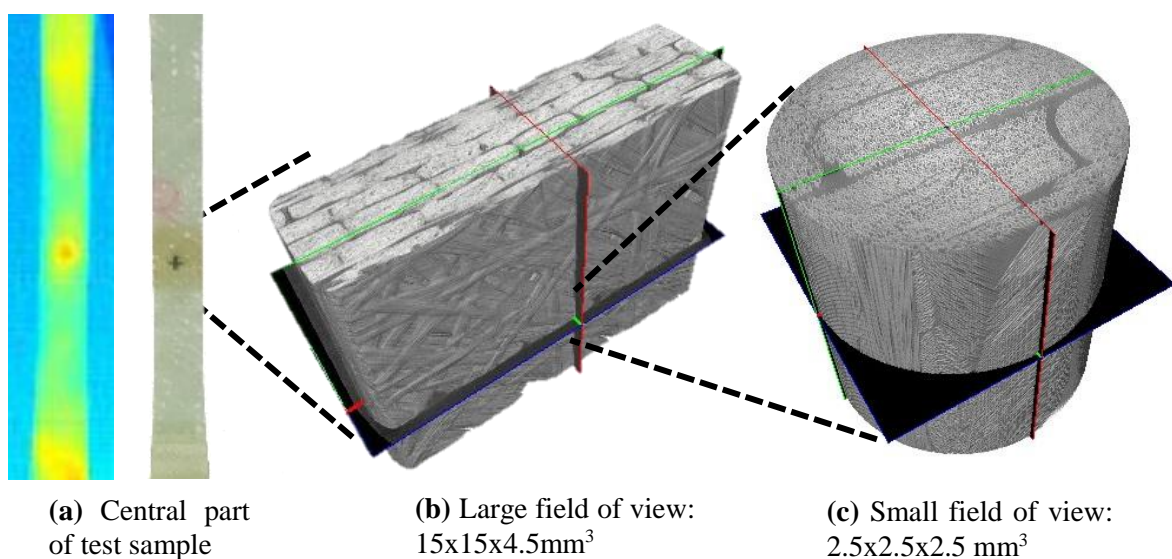 (a) Central part
of test sample
(b) Large field of view:
15x15x4.5mm³
(c) Small field of view:
2.5x2.5x2.5 mm³